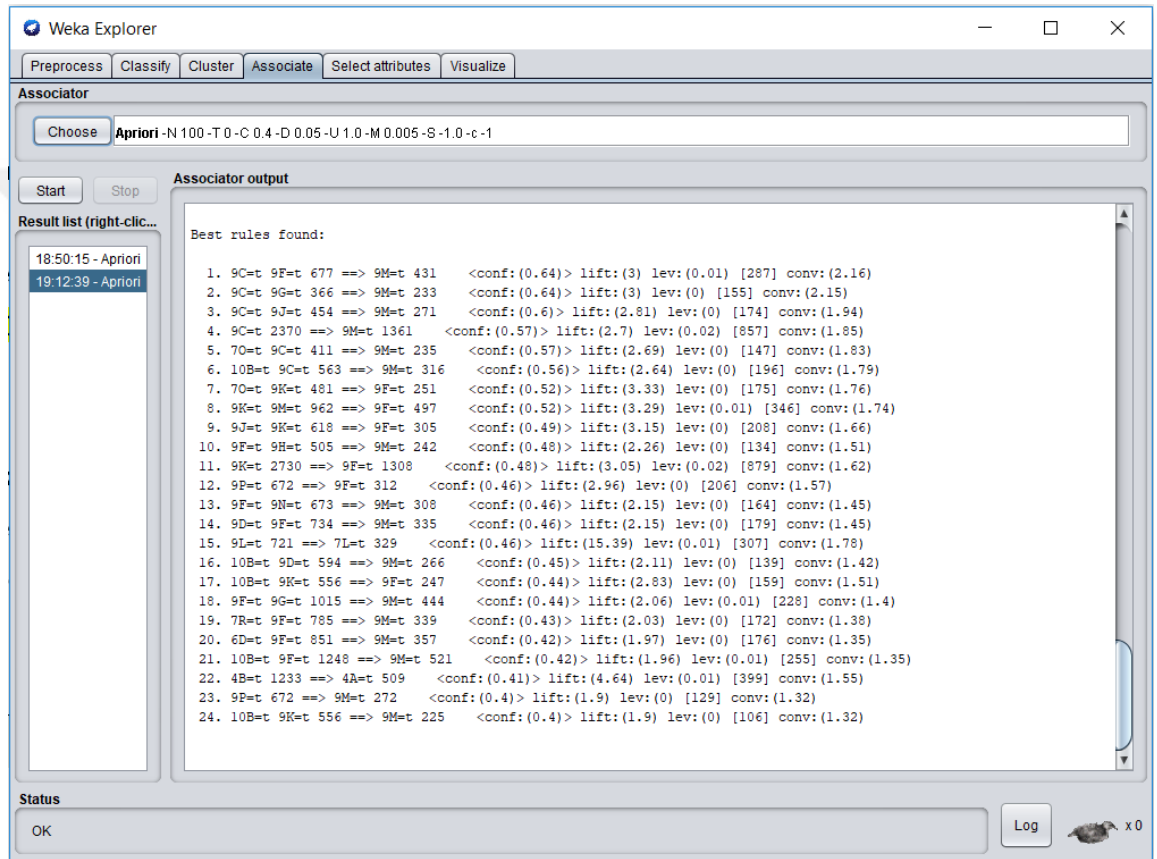 Weka Explorer
Preprocess Classify Cluster Associate Select attributes Visualize
Associator
Choose Apriori -N 100 -T 0 -C 0.4 -D 0.05 -U 1.0 -M 0.005 -S -1.0 -c -1
Start Stop
Result list (right-clic...
18:50:15 - Apriori
19:12:39 - Apriori
Associator output
Best rules found:
1. 9C=t 9F=t 677 ==> 9M=t 431 <conf:(0.64)> lift:(3) lev:(0.01) [287] conv:(2.16)
2. 9C=t 9G=t 366 ==> 9M=t 233 <conf:(0.64)> lift:(3) lev:(0) [155] conv:(2.15)
3. 9C=t 9J=t 454 ==> 9M=t 271 <conf:(0.6)> lift:(2.81) lev:(0) [174] conv:(1.94)
4. 9C=t 2370 ==> 9M=t 1361 <conf:(0.57)> lift:(2.7) lev:(0.02) [857] conv:(1.85)
5. 7O=t 9C=t 411 ==> 9M=t 235 <conf:(0.57)> lift:(2.69) lev:(0) [147] conv:(1.83)
6. 10B=t 9C=t 563 ==> 9M=t 316 <conf:(0.56)> lift:(2.64) lev:(0) [196] conv:(1.79)
7. 7O=t 9K=t 481 ==> 9F=t 251 <conf:(0.52)> lift:(3.33) lev:(0) [175] conv:(1.76)
8. 9K=t 9M=t 962 ==> 9F=t 497 <conf:(0.52)> lift:(3.29) lev:(0.01) [346] conv:(1.74)
9. 9J=t 9K=t 618 ==> 9F=t 305 <conf:(0.49)> lift:(3.15) lev:(0) [208] conv:(1.66)
10. 9F=t 9H=t 505 ==> 9M=t 242 <conf:(0.48)> lift:(2.26) lev:(0) [134] conv:(1.51)
11. 9K=t 2730 ==> 9F=t 1308 <conf:(0.48)> lift:(3.05) lev:(0.02) [879] conv:(1.62)
12. 9P=t 672 ==> 9F=t 312 <conf:(0.46)> lift:(2.96) lev:(0) [206] conv:(1.57)
13. 9F=t 9N=t 673 ==> 9M=t 308 <conf:(0.46)> lift:(2.15) lev:(0) [164] conv:(1.45)
14. 9D=t 9F=t 734 ==> 9M=t 335 <conf:(0.46)> lift:(2.15) lev:(0) [179] conv:(1.45)
15. 9L=t 721 ==> 7L=t 329 <conf:(0.46)> lift:(15.39) lev:(0.01) [307] conv:(1.78)
16. 10B=t 9D=t 594 ==> 9M=t 266 <conf:(0.45)> lift:(2.11) lev:(0) [139] conv:(1.42)
17. 10B=t 9K=t 556 ==> 9F=t 247 <conf:(0.44)> lift:(2.83) lev:(0) [159] conv:(1.51)
18. 9F=t 9G=t 1015 ==> 9M=t 444 <conf:(0.44)> lift:(2.06) lev:(0.01) [228] conv:(1.4)
19. 7R=t 9F=t 785 ==> 9M=t 339 <conf:(0.43)> lift:(2.03) lev:(0) [172] conv:(1.38)
20. 6D=t 9F=t 851 ==> 9M=t 357 <conf:(0.42)> lift:(1.97) lev:(0) [176] conv:(1.35)
21. 10B=t 9F=t 1248 ==> 9M=t 521 <conf:(0.42)> lift:(1.96) lev:(0.01) [255] conv:(1.35)
22. 4B=t 1233 ==> 4A=t 509 <conf:(0.41)> lift:(4.64) lev:(0.01) [399] conv:(1.55)
23. 9P=t 672 ==> 9M=t 272 <conf:(0.4)> lift:(1.9) lev:(0) [129] conv:(1.32)
24. 10B=t 9K=t 556 ==> 9M=t 225 <conf:(0.4)> lift:(1.9) lev:(0) [106] conv:(1.32)
Status
OK
Log
x 0